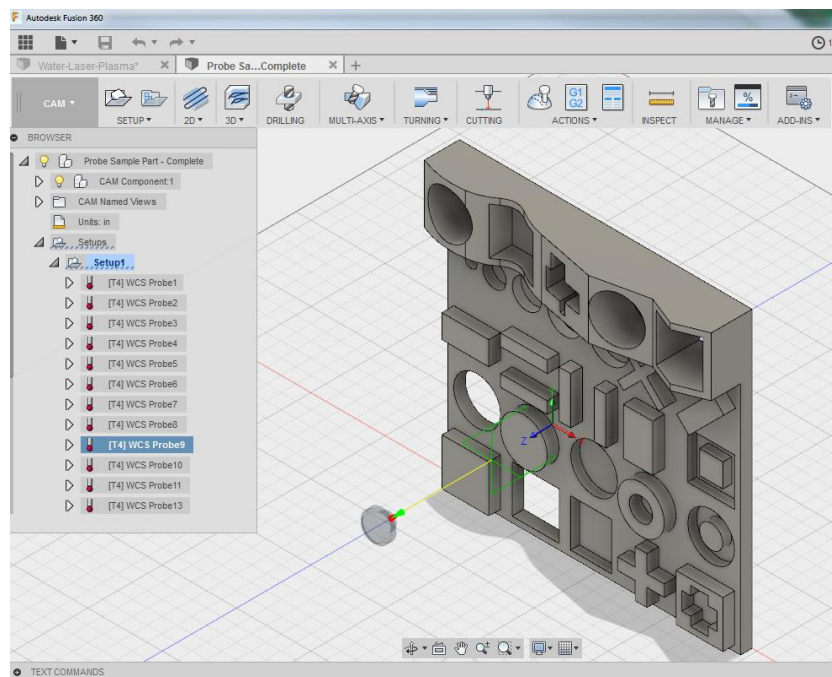 Autodesk Fusion 360
Water-Laser-Plasma*
Probe Sa...Complete
CAM
SETUP
2D
3D
DRILLING
MULTI-AXIS
TURNING
CUTTING
G1
G2
ACTIONS
INSPECT
%
MANAGE
ADD-INS
BROWSER
Probe Sample Part - Complete
CAM Component:1
CAM Named Views
Units: in
Setups
Setup1
[T4] WCS Probe1
[T4] WCS Probe2
[T4] WCS Probe3
[T4] WCS Probe4
[T4] WCS Probe5
[T4] WCS Probe6
[T4] WCS Probe7
[T4] WCS Probe8
[T4] WCS Probe9
[T4] WCS Probe10
[T4] WCS Probe11
[T4] WCS Probe13
Z
TEXT COMMANDS